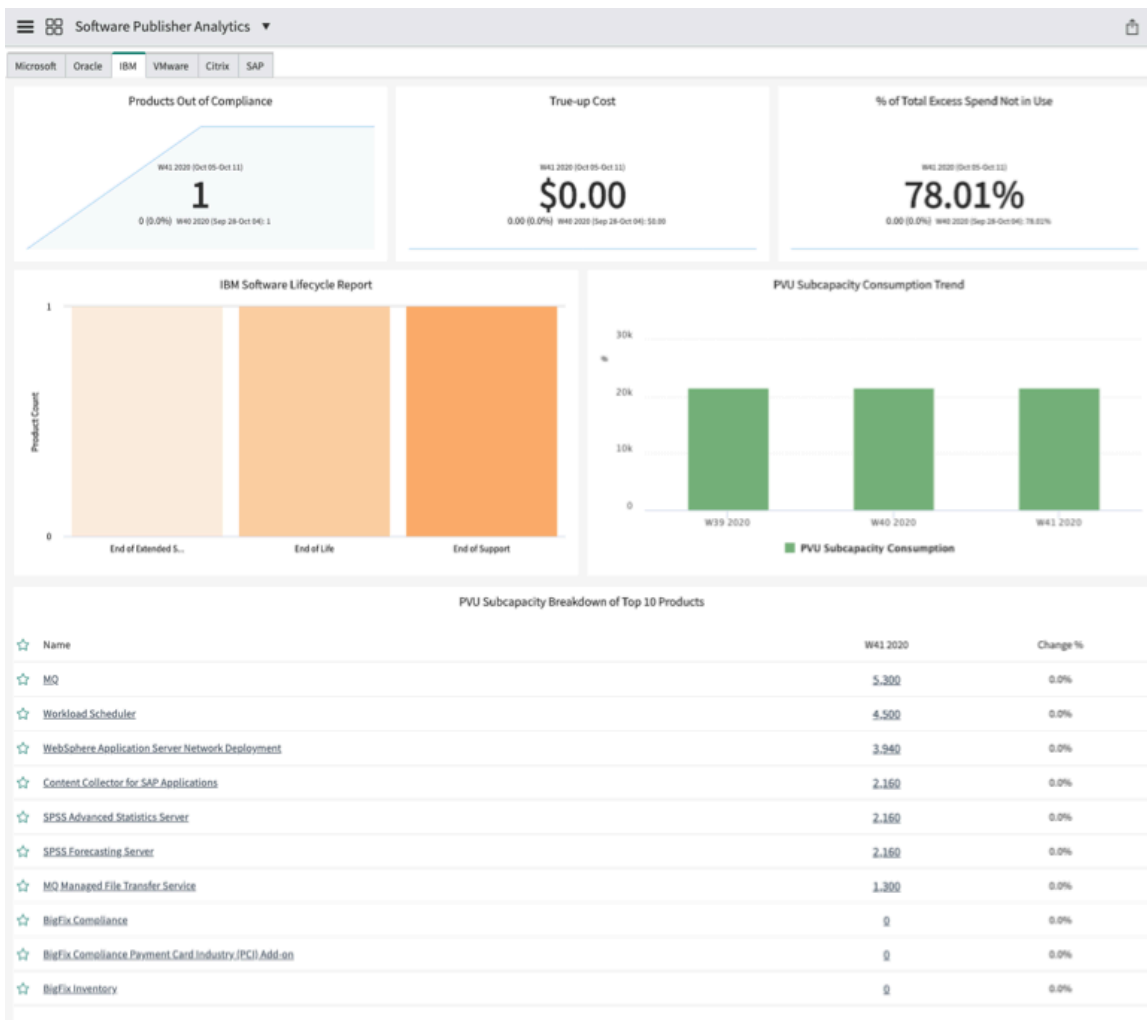 Software Publisher Analytics ▼
Microsoft Oracle IBM VMware Citrix SAP
Products Out of Compliance
W41 2020 (Oct 05-Oct 11)
1
0 (0.0%) W40 2020 (Sep 28-Oct 04): 1
True-up Cost
W41 2020 (Oct 05-Oct 11)
$0.00
0.00 (0.0%) W40 2020 (Sep 28-Oct 04): $0.00
% of Total Excess Spend Not in Use
W41 2020 (Oct 05-Oct 11)
78.01%
0.00 (0.0%) W40 2020 (Sep 28-Oct 04): 78.01%
IBM Software Lifecycle Report
Product Count
1
0
End of Extended S... End of Life End of Support
PVU Subcapacity Consumption Trend
#
30k
20k
10k
0
W39 2020 W40 2020 W41 2020
PVU Subcapacity Consumption
PVU Subcapacity Breakdown of Top 10 Products
Name W41 2020 Change %
MQ 5,300 0.0%
Workload Scheduler 4,500 0.0%
WebSphere Application Server Network Deployment 3,940 0.0%
Content Collector for SAP Applications 2,160 0.0%
SPSS Advanced Statistics Server 2,160 0.0%
SPSS Forecasting Server 2,160 0.0%
MQ Managed File Transfer Service 1,300 0.0%
BigFix Compliance 0 0.0%
BigFix Compliance Payment Card Industry (PCI) Add-on 0 0.0%
BigFix Inventory 0 0.0%